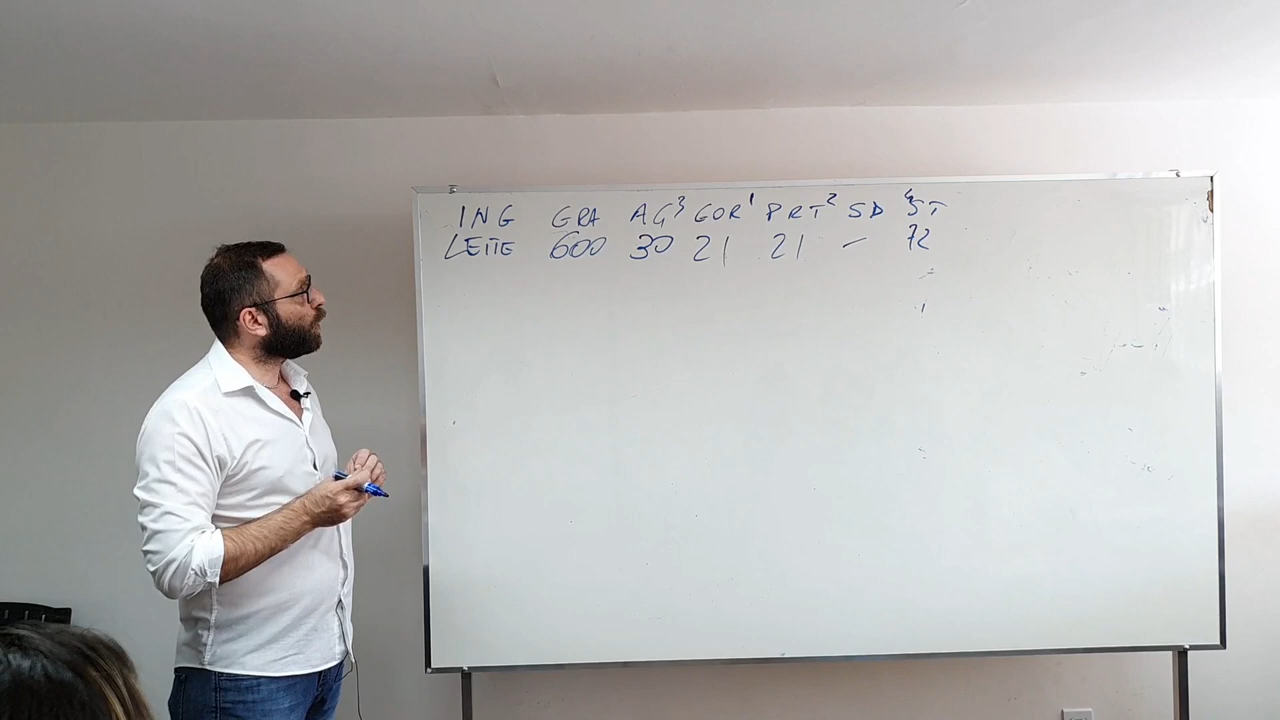 ING GRA AG³ GOR¹ PRT² SD ⁴ST
LEITE 600 30 21 21 – 72